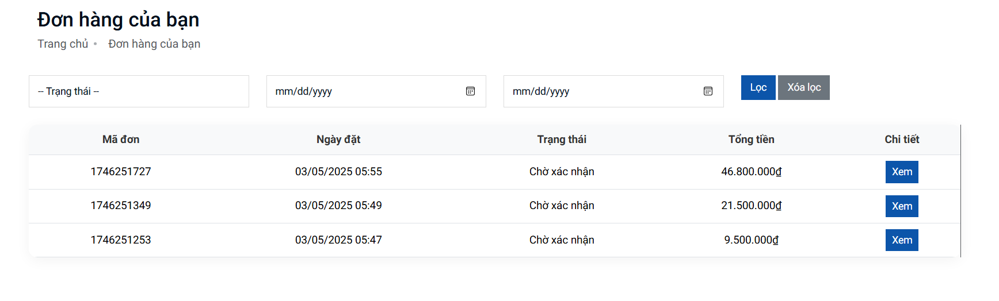 Đơn hàng của bạn
Trang chủ • Đơn hàng của bạn
-- Trạng thái -- mm/dd/yyyy mm/dd/yyyy Lọc Xóa lọc
Mã đơn Ngày đặt Trạng thái Tổng tiền Chi tiết
1746251727 03/05/2025 05:55 Chờ xác nhận 46.800.000₫ Xem
1746251349 03/05/2025 05:49 Chờ xác nhận 21.500.000₫ Xem
1746251253 03/05/2025 05:47 Chờ xác nhận 9.500.000₫ Xem